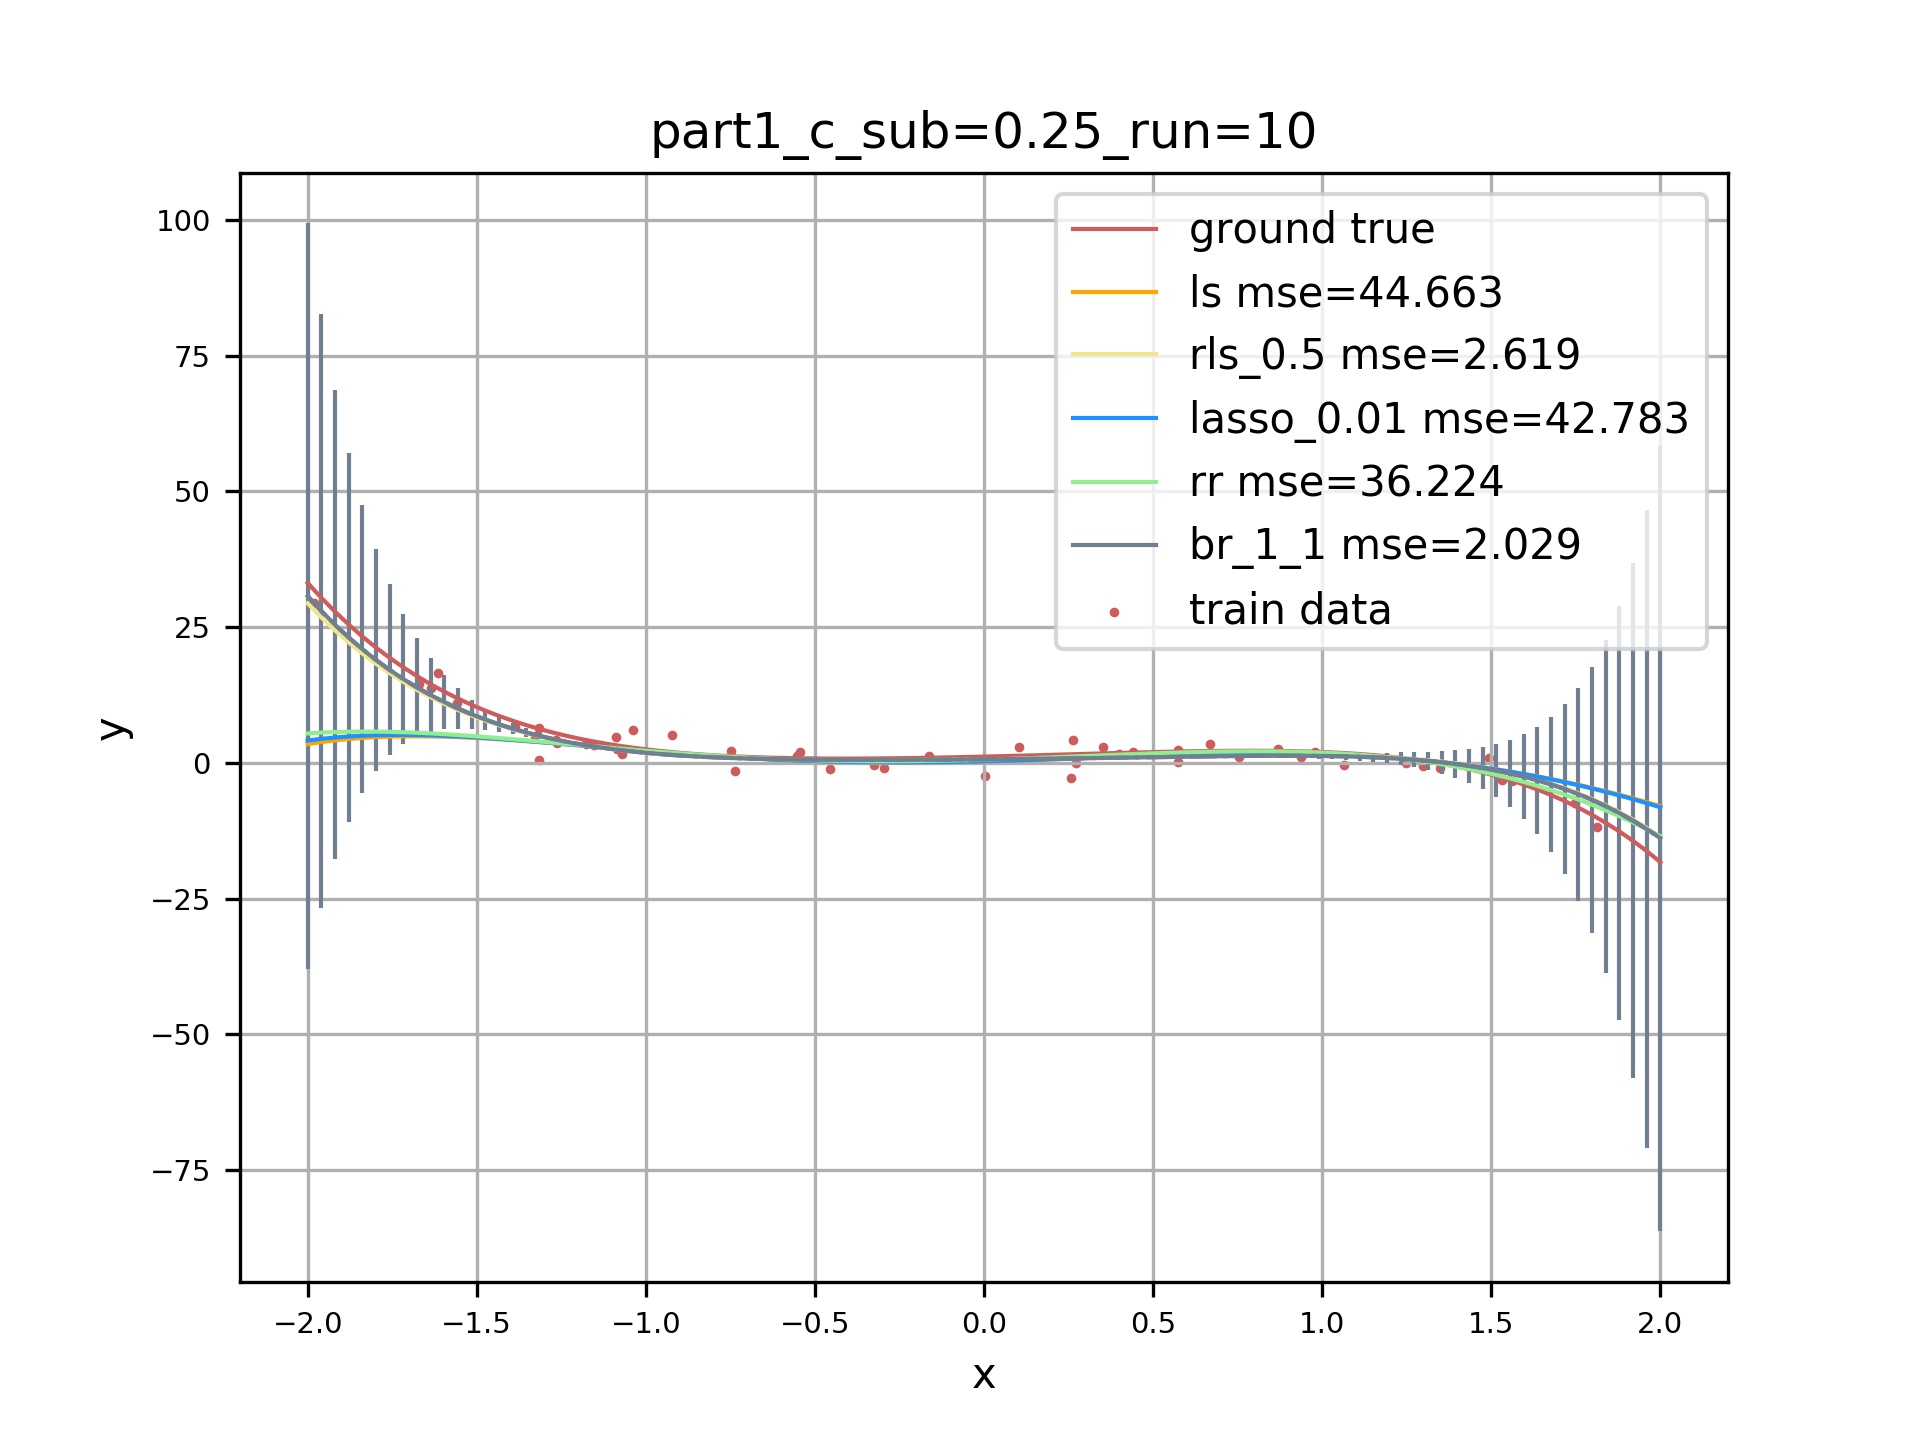 part1_c_sub=0.25_run=10
ground true
ls mse=44.663
rls_0.5 mse=2.619
lasso_0.01 mse=42.783
rr mse=36.224
br_1_1 mse=2.029
train data
100
75
50
25
0
−25
−50
−75
y
−2.0 −1.5 −1.0 −0.5 0.0 0.5 1.0 1.5 2.0
x